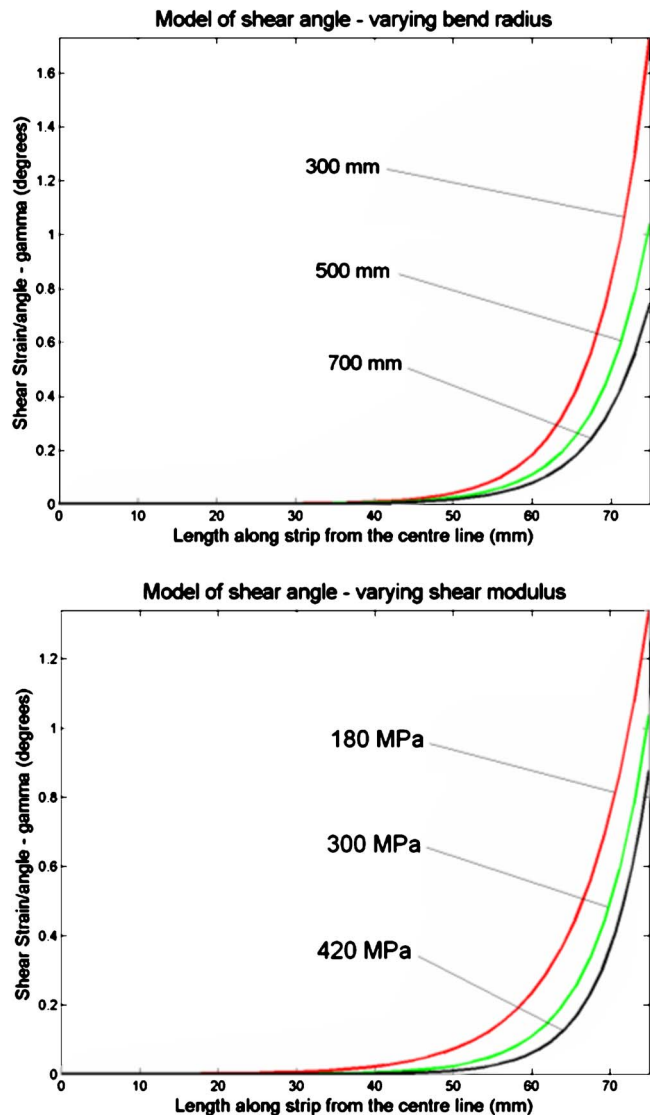 Model of shear angle - varying bend radius
1.6
1.4
1.2
1
0.8
0.6
0.4
0.2
0
Shear Strain/angle - gamma (degrees)
300 mm
500 mm
700 mm
0 10 20 30 40 50 60 70
Length along strip from the centre line (mm)
Model of shear angle - varying shear modulus
1.2
1
0.8
0.6
0.4
0.2
0
Shear Strain/angle - gamma (degrees)
180 MPa
300 MPa
420 MPa
0 10 20 30 40 50 60 70
Length along strip from the centre line (mm)